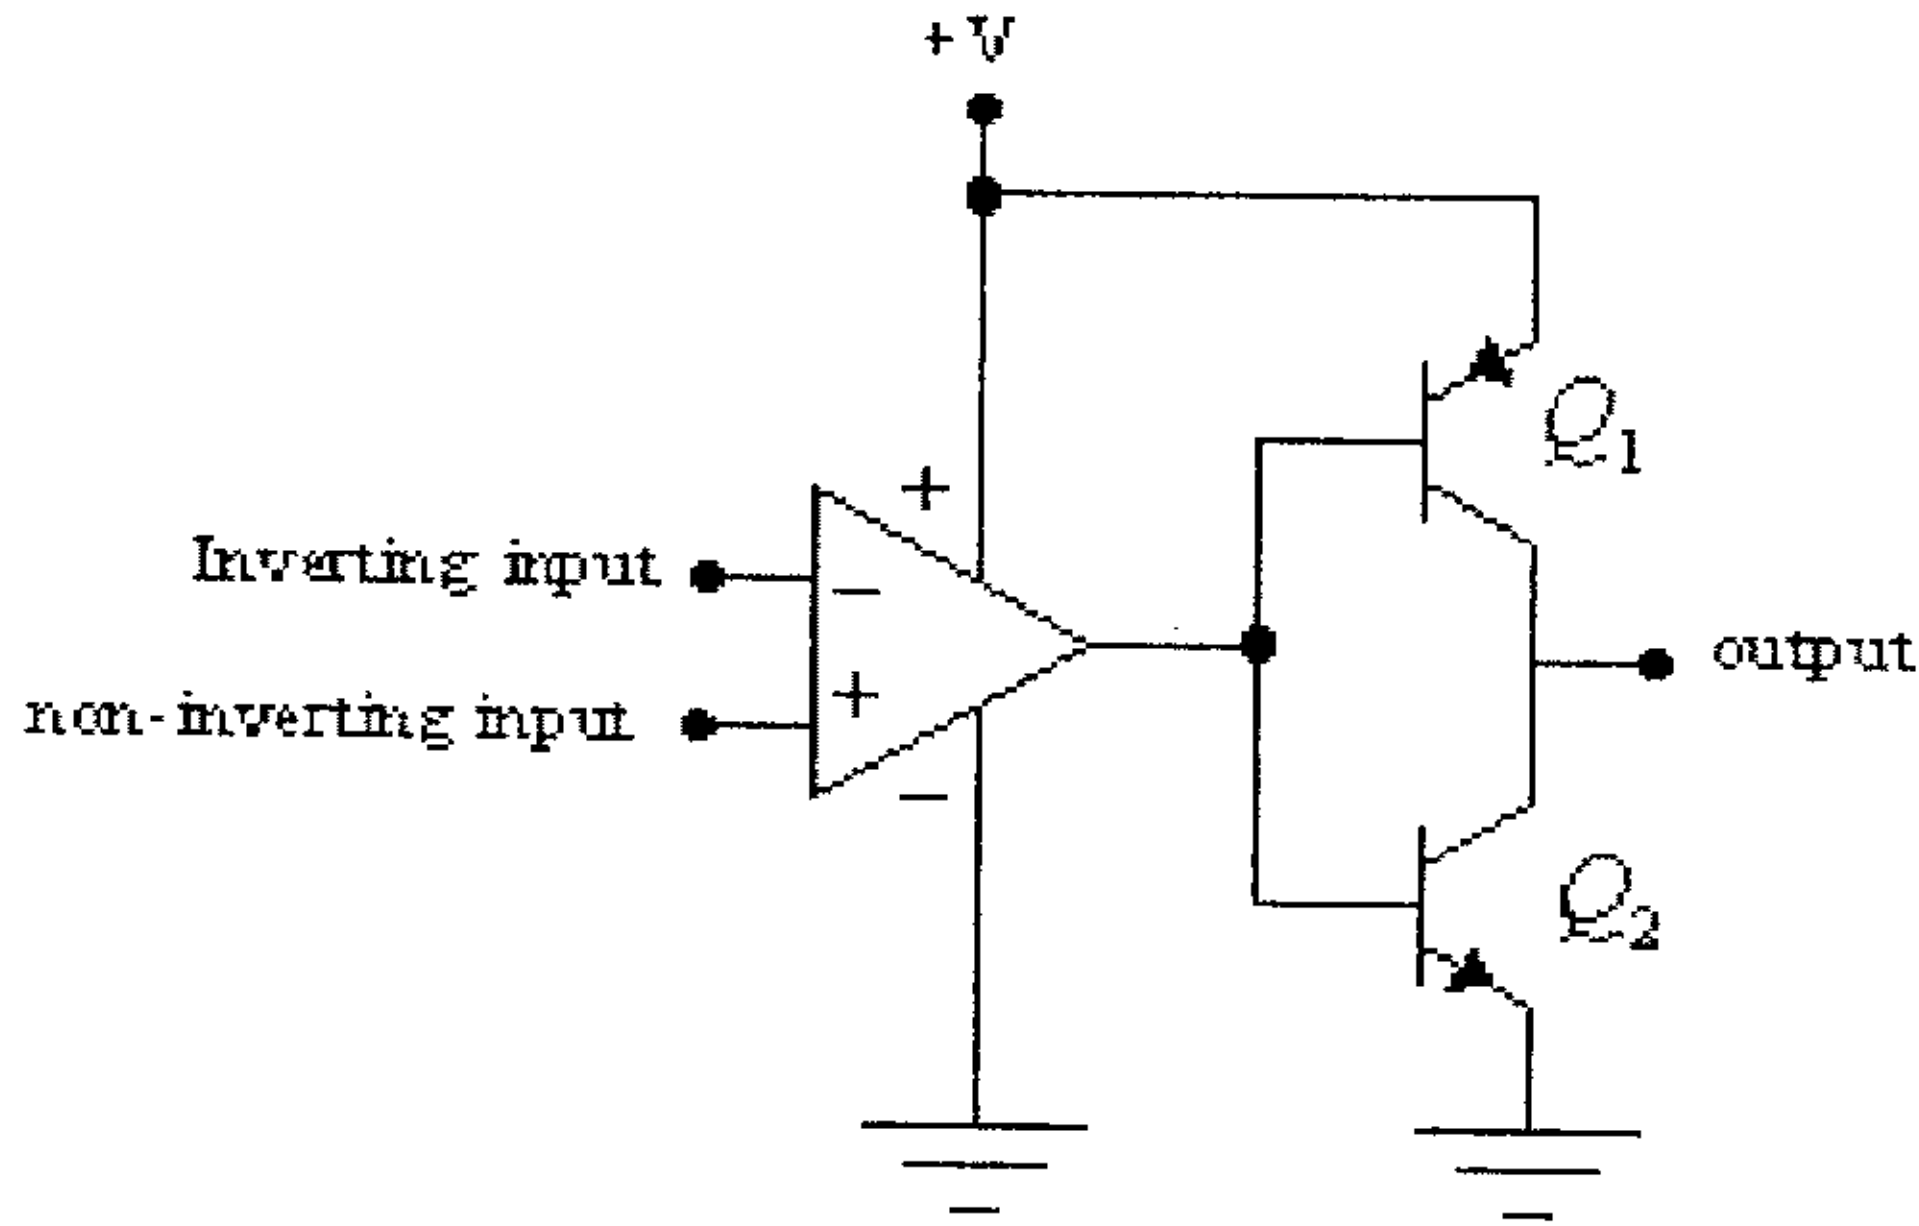 +V
Q1
+
Inverting input
−
output
+
non-inverting input
−
Q2